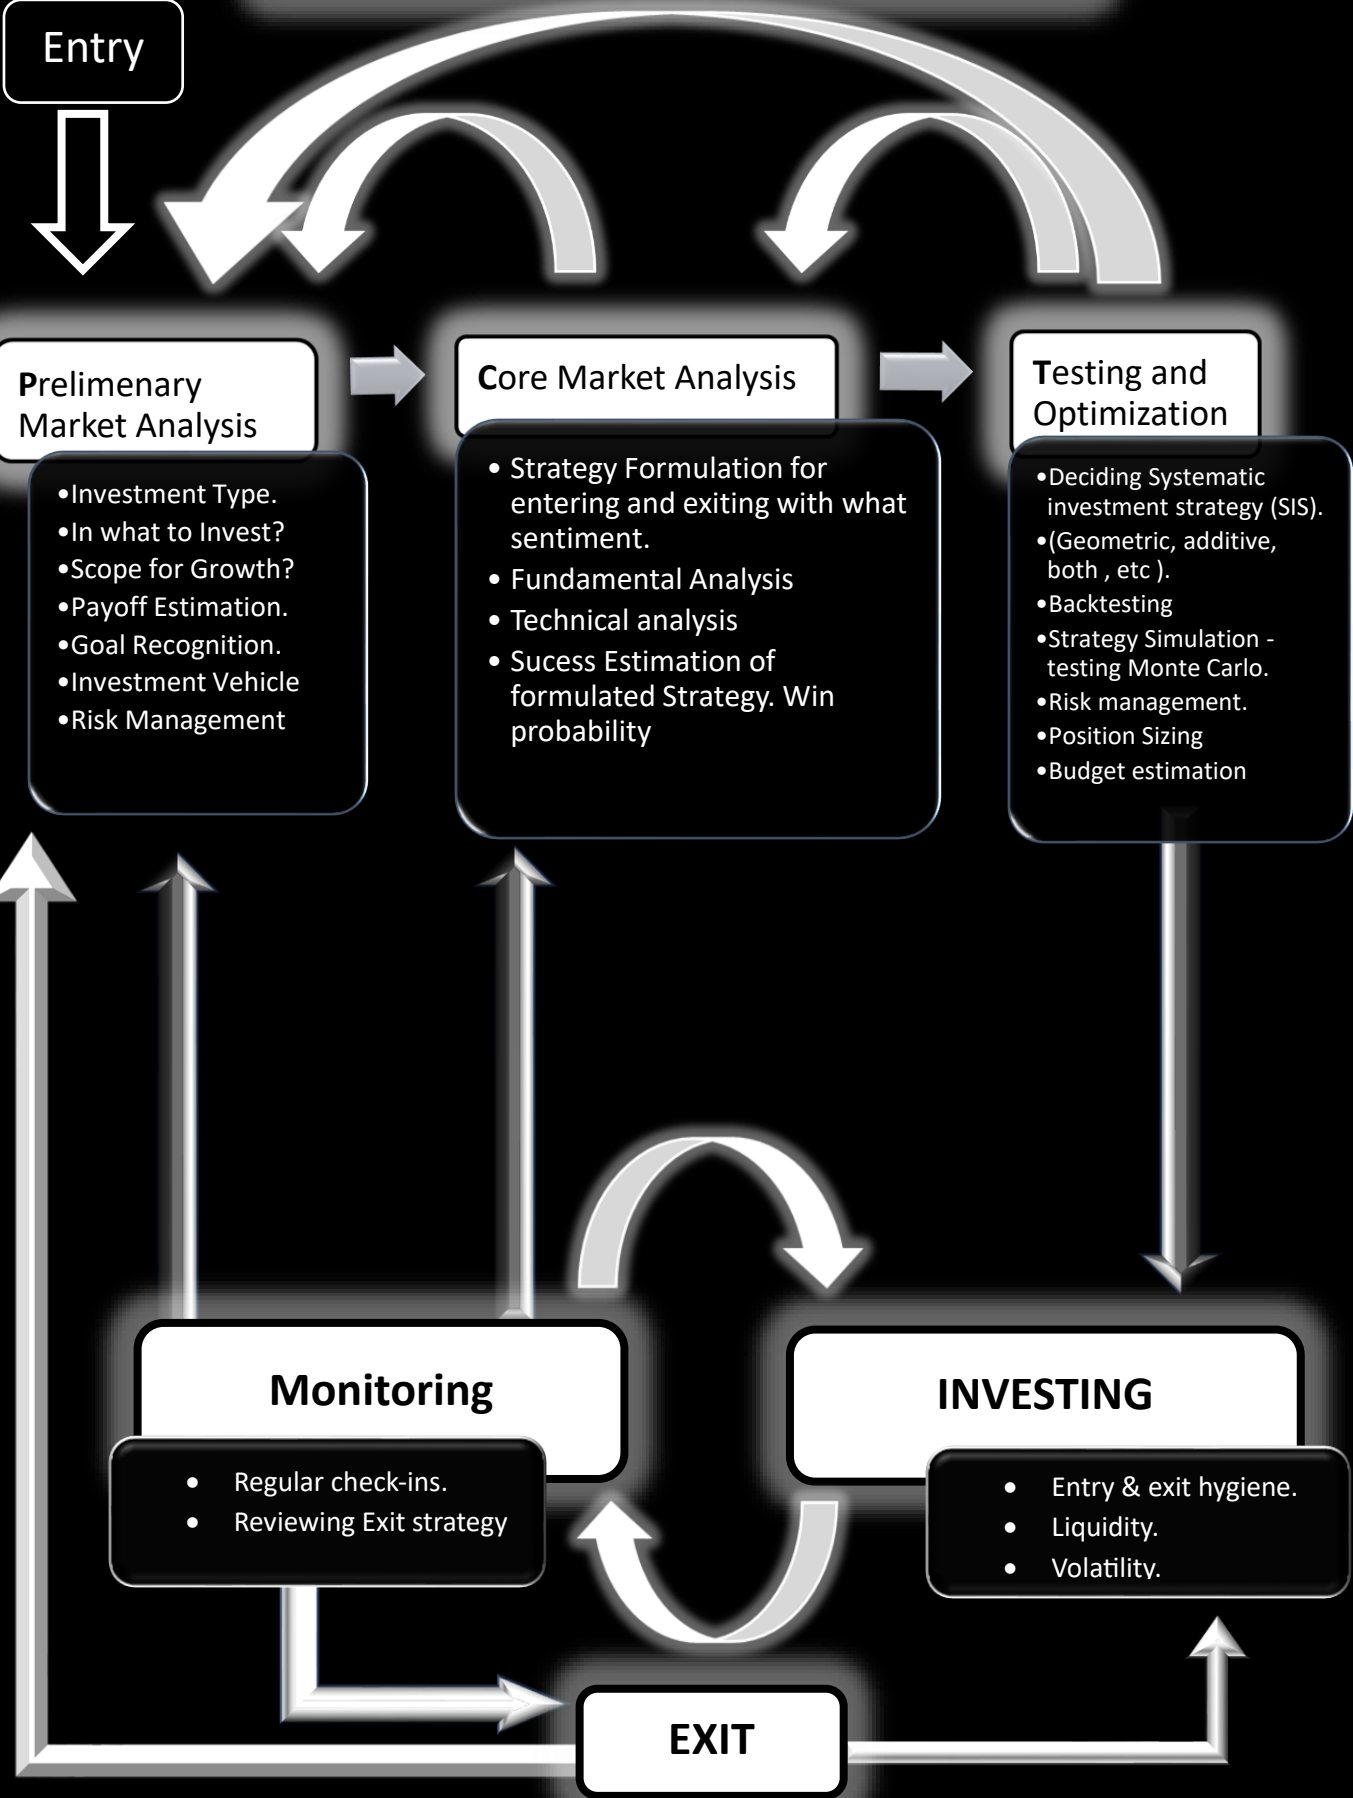 Entry
Prelimenary
Market Analysis
•Investment Type.
•In what to Invest?
•Scope for Growth?
•Payoff Estimation.
•Goal Recognition.
•Investment Vehicle
•Risk Management
Core Market Analysis
• Strategy Formulation for
entering and exiting with what
sentiment.
• Fundamental Analysis
• Technical analysis
• Sucess Estimation of
formulated Strategy. Win
probability
Testing and
Optimization
•Deciding Systematic
investment strategy (SIS).
•(Geometric, additive,
both , etc ).
•Backtesting
•Strategy Simulation -
testing Monte Carlo.
•Risk management.
•Position Sizing
•Budget estimation
Monitoring
• Regular check-ins.
• Reviewing Exit strategy
INVESTING
• Entry & exit hygiene.
• Liquidity.
• Volatility.
EXIT